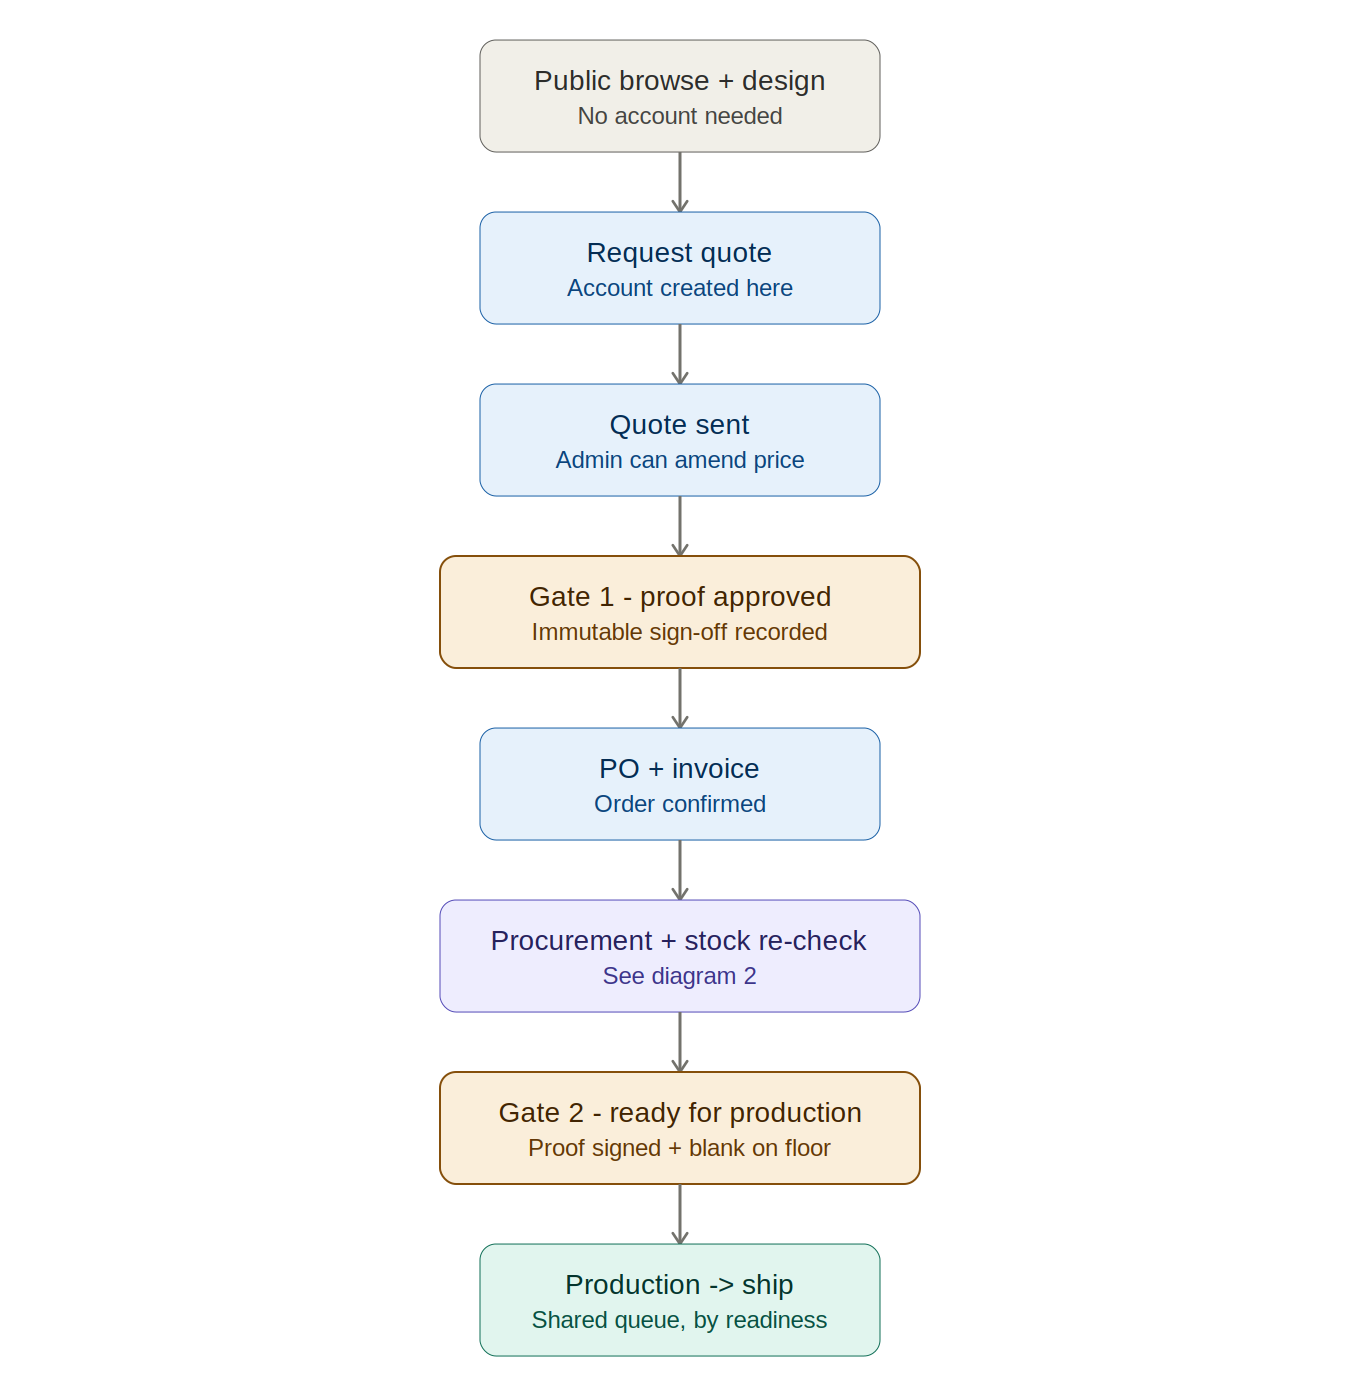 Public browse + design
No account needed
Request quote
Account created here
Quote sent
Admin can amend price
Gate 1 - proof approved
Immutable sign-off recorded
PO + invoice
Order confirmed
Procurement + stock re-check
See diagram 2
Gate 2 - ready for production
Proof signed + blank on floor
Production -> ship
Shared queue, by readiness